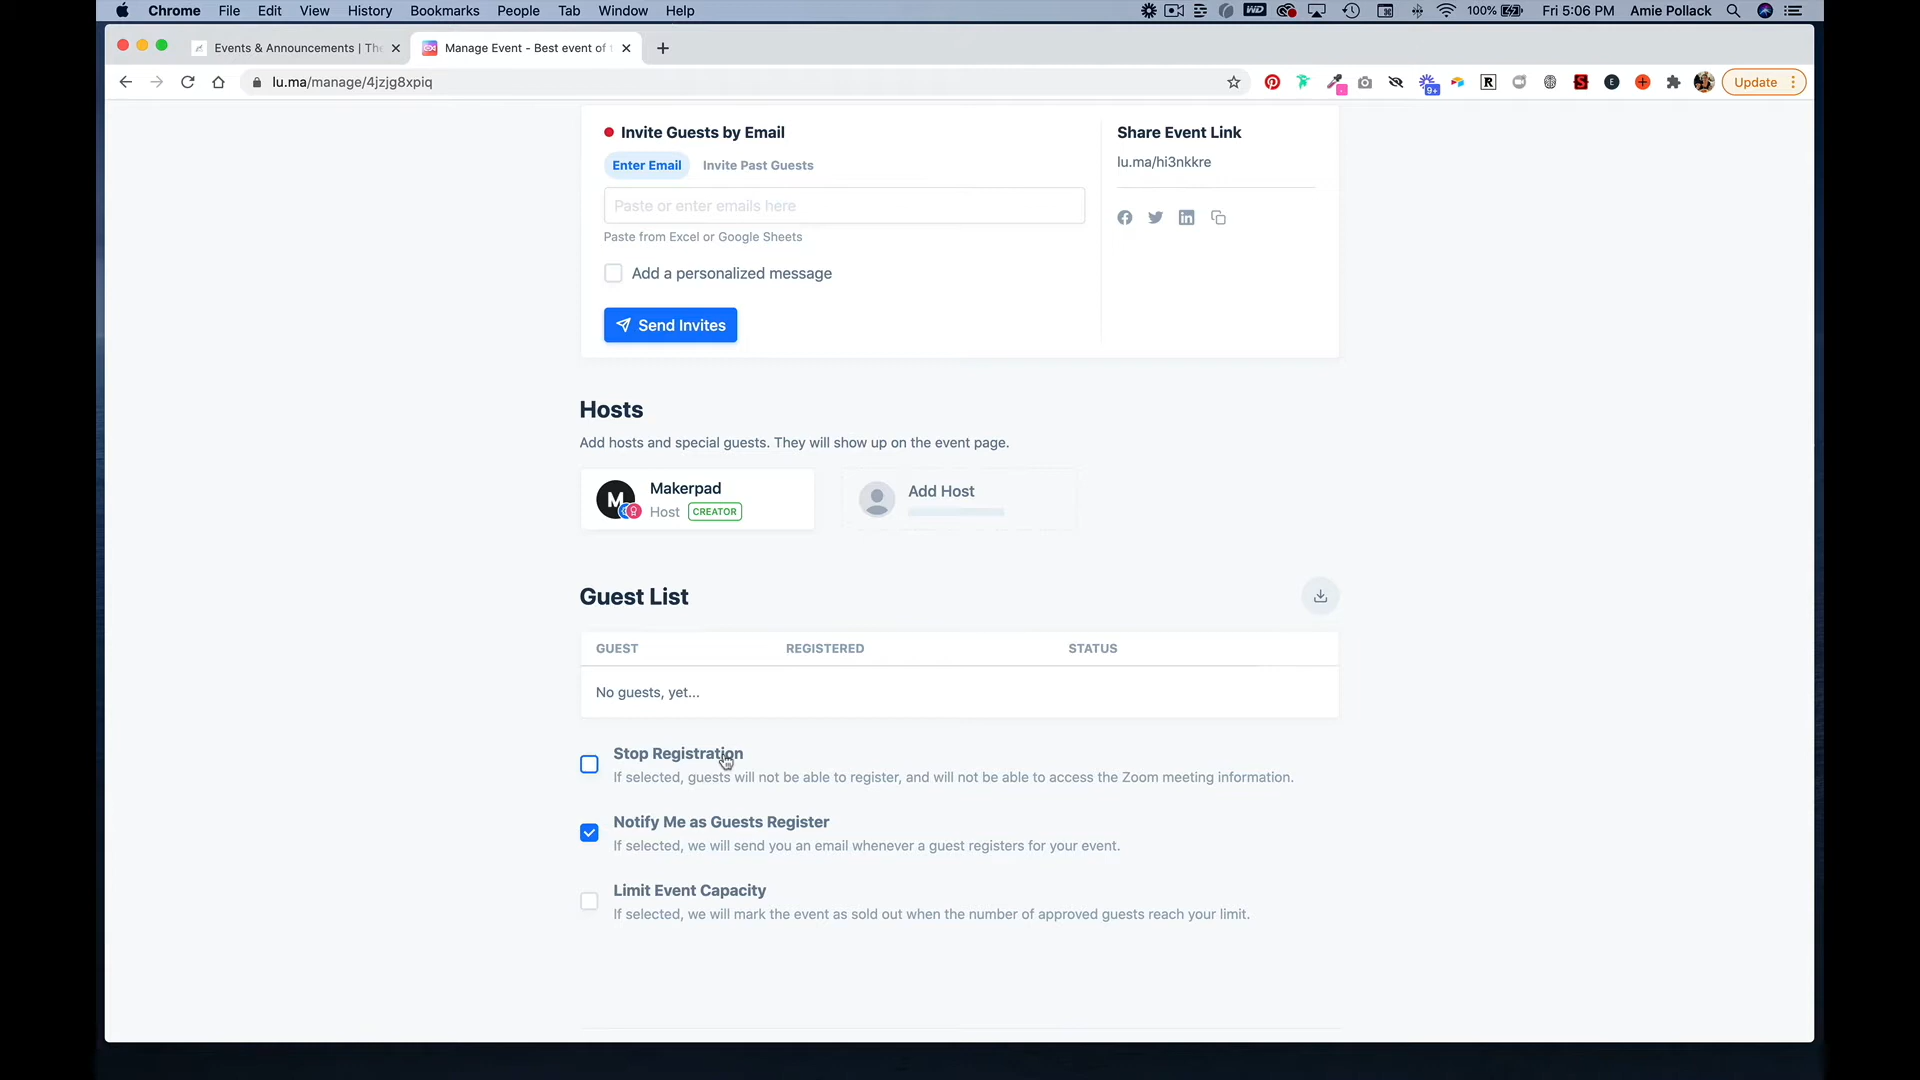 Chrome File Edit View History Bookmarks People Tab Window Help 100% Fri 5:06 PM Amie Pollack
Events & Announcements | The Manage Event - Best event of
lu.ma/manage/4jzjg8xpiq 9+ Update
Invite Guests by Email
Enter Email Invite Past Guests
Paste or enter emails here
Paste from Excel or Google Sheets
Add a personalized message
Send Invites
Share Event Link
lu.ma/hi3nkkre
Hosts
Add hosts and special guests. They will show up on the event page.
M Makerpad
Host CREATOR
Add Host
Guest List
GUEST REGISTERED STATUS
No guests, yet...
Stop Registration
If selected, guests will not be able to register, and will not be able to access the Zoom meeting information.
Notify Me as Guests Register
If selected, we will send you an email whenever a guest registers for your event.
Limit Event Capacity
If selected, we will mark the event as sold out when the number of approved guests reach your limit.